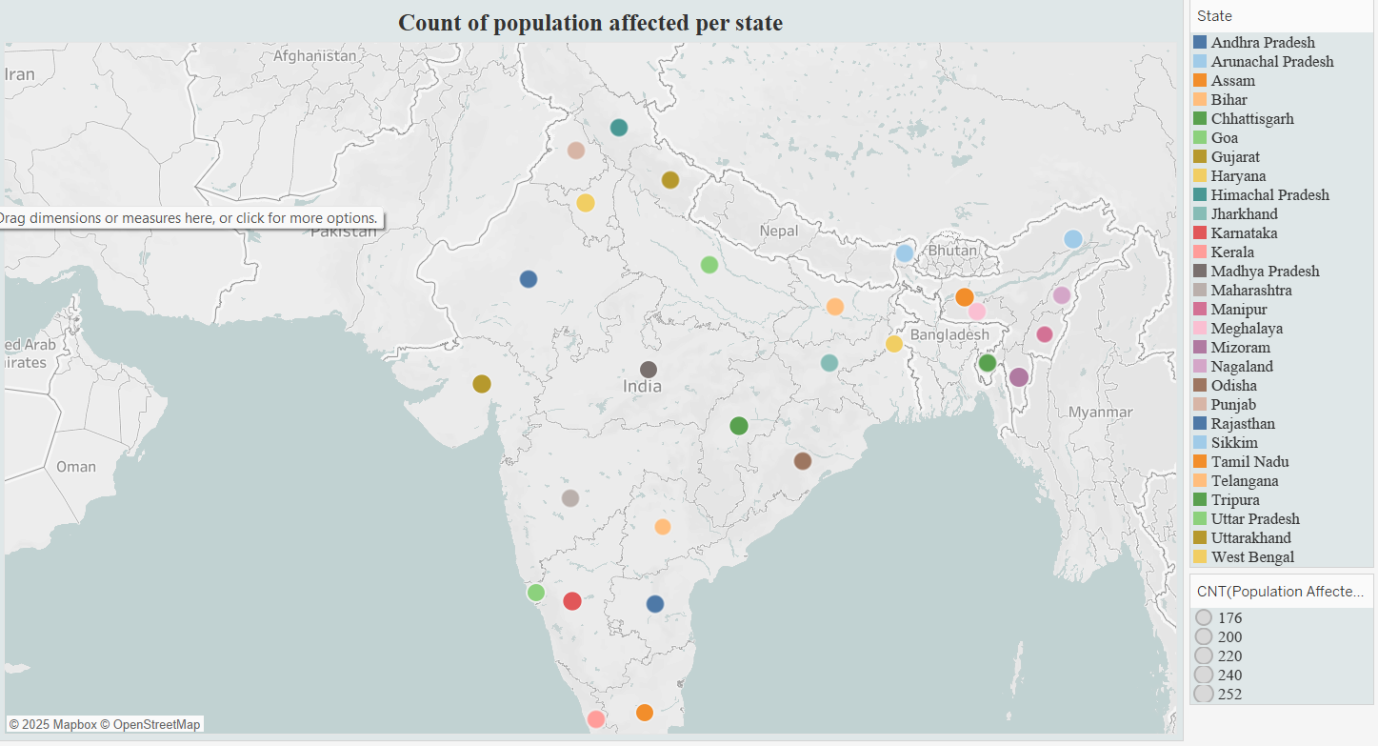 Count of population affected per state
Afghanistan
Iran
Drag dimensions or measures here, or click for more options.
Pakistan
Nepal
Bhutan
ed Arab
irates
Bangladesh
India
Myanmar
Oman
© 2025 Mapbox © OpenStreetMap
State
Andhra Pradesh
Arunachal Pradesh
Assam
Bihar
Chhattisgarh
Goa
Gujarat
Haryana
Himachal Pradesh
Jharkhand
Karnataka
Kerala
Madhya Pradesh
Maharashtra
Manipur
Meghalaya
Mizoram
Nagaland
Odisha
Punjab
Rajasthan
Sikkim
Tamil Nadu
Telangana
Tripura
Uttar Pradesh
Uttarakhand
West Bengal
CNT(Population Affecte...
176
200
220
240
252